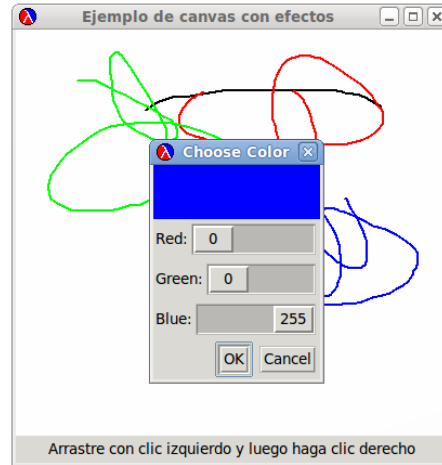 Ejemplo de canvas con efectos
Choose Color
Red: 0
Green: 0
Blue: 255
OK Cancel
Arrastre con clic izquierdo y luego haga clic derecho